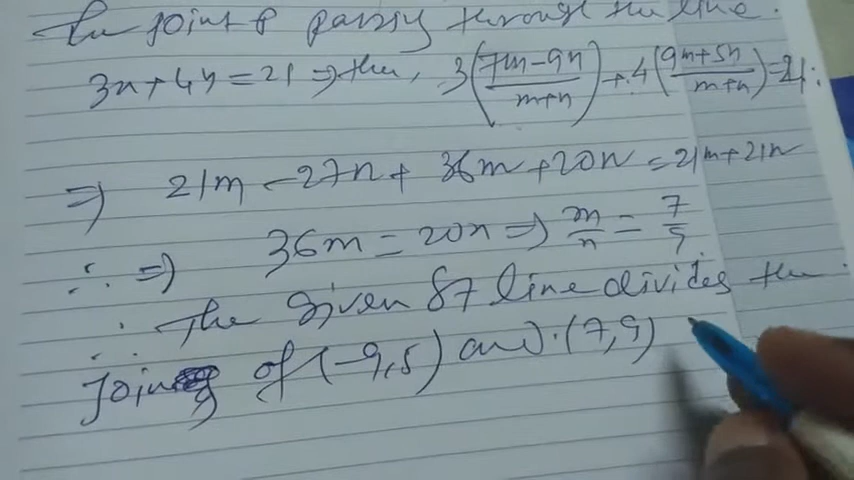 the point P passing through the line.
3x+4y=21 ⇒ then, 3(7m-9n/m+n)+4(9m+5n/m+n)=21.
⇒ 21m-27n+36m+20n=21m+21n
∴ ⇒ 36m=20n ⇒ m/n = 7/9
∴ The given st line divides the
joining of (-9,5) and (7,9)